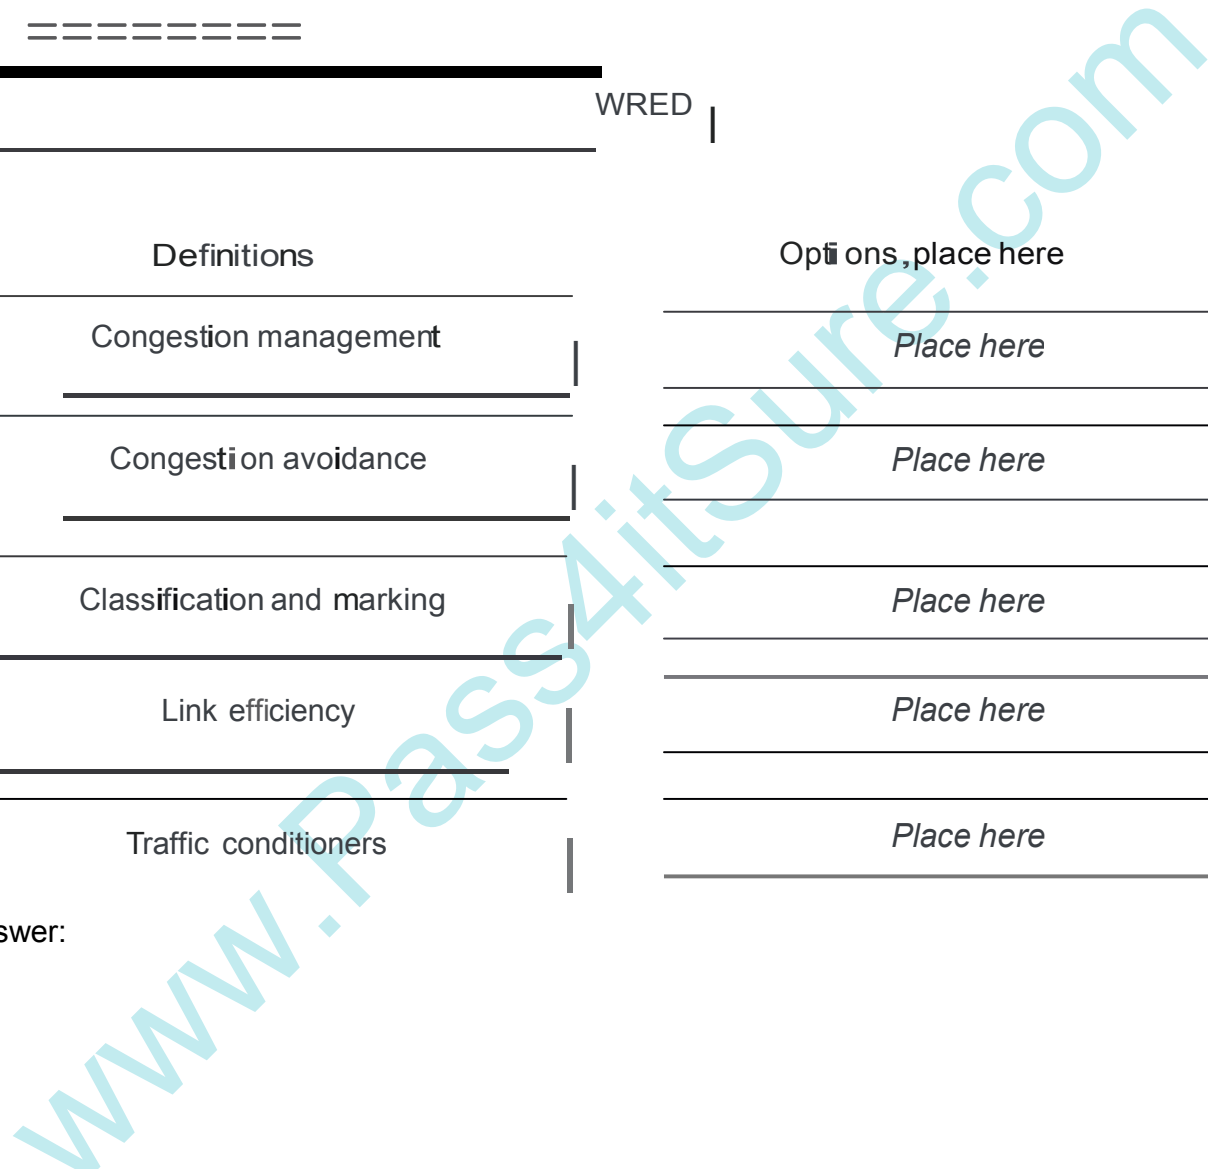 ========
WRED
Definitions Options, place here
Congestion management Place here
Congestion avoidance Place here
Classification and marking Place here
Link efficiency Place here
Traffic conditioners Place here
swer:
www.Pass4itSure.com